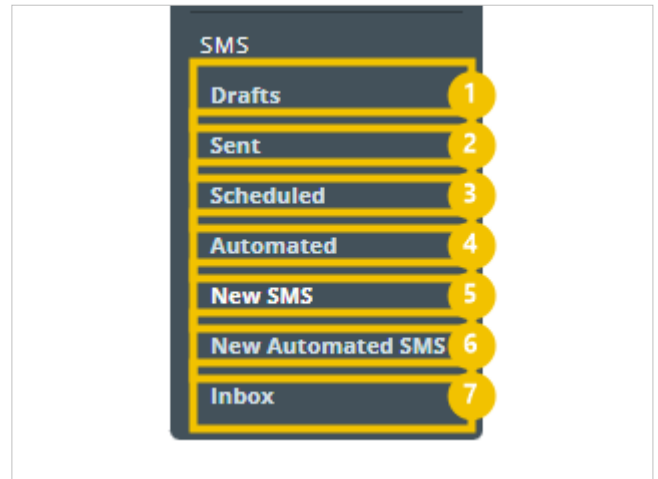 SMS
Drafts 1
Sent 2
Scheduled 3
Automated 4
New SMS 5
New Automated SMS 6
Inbox 7